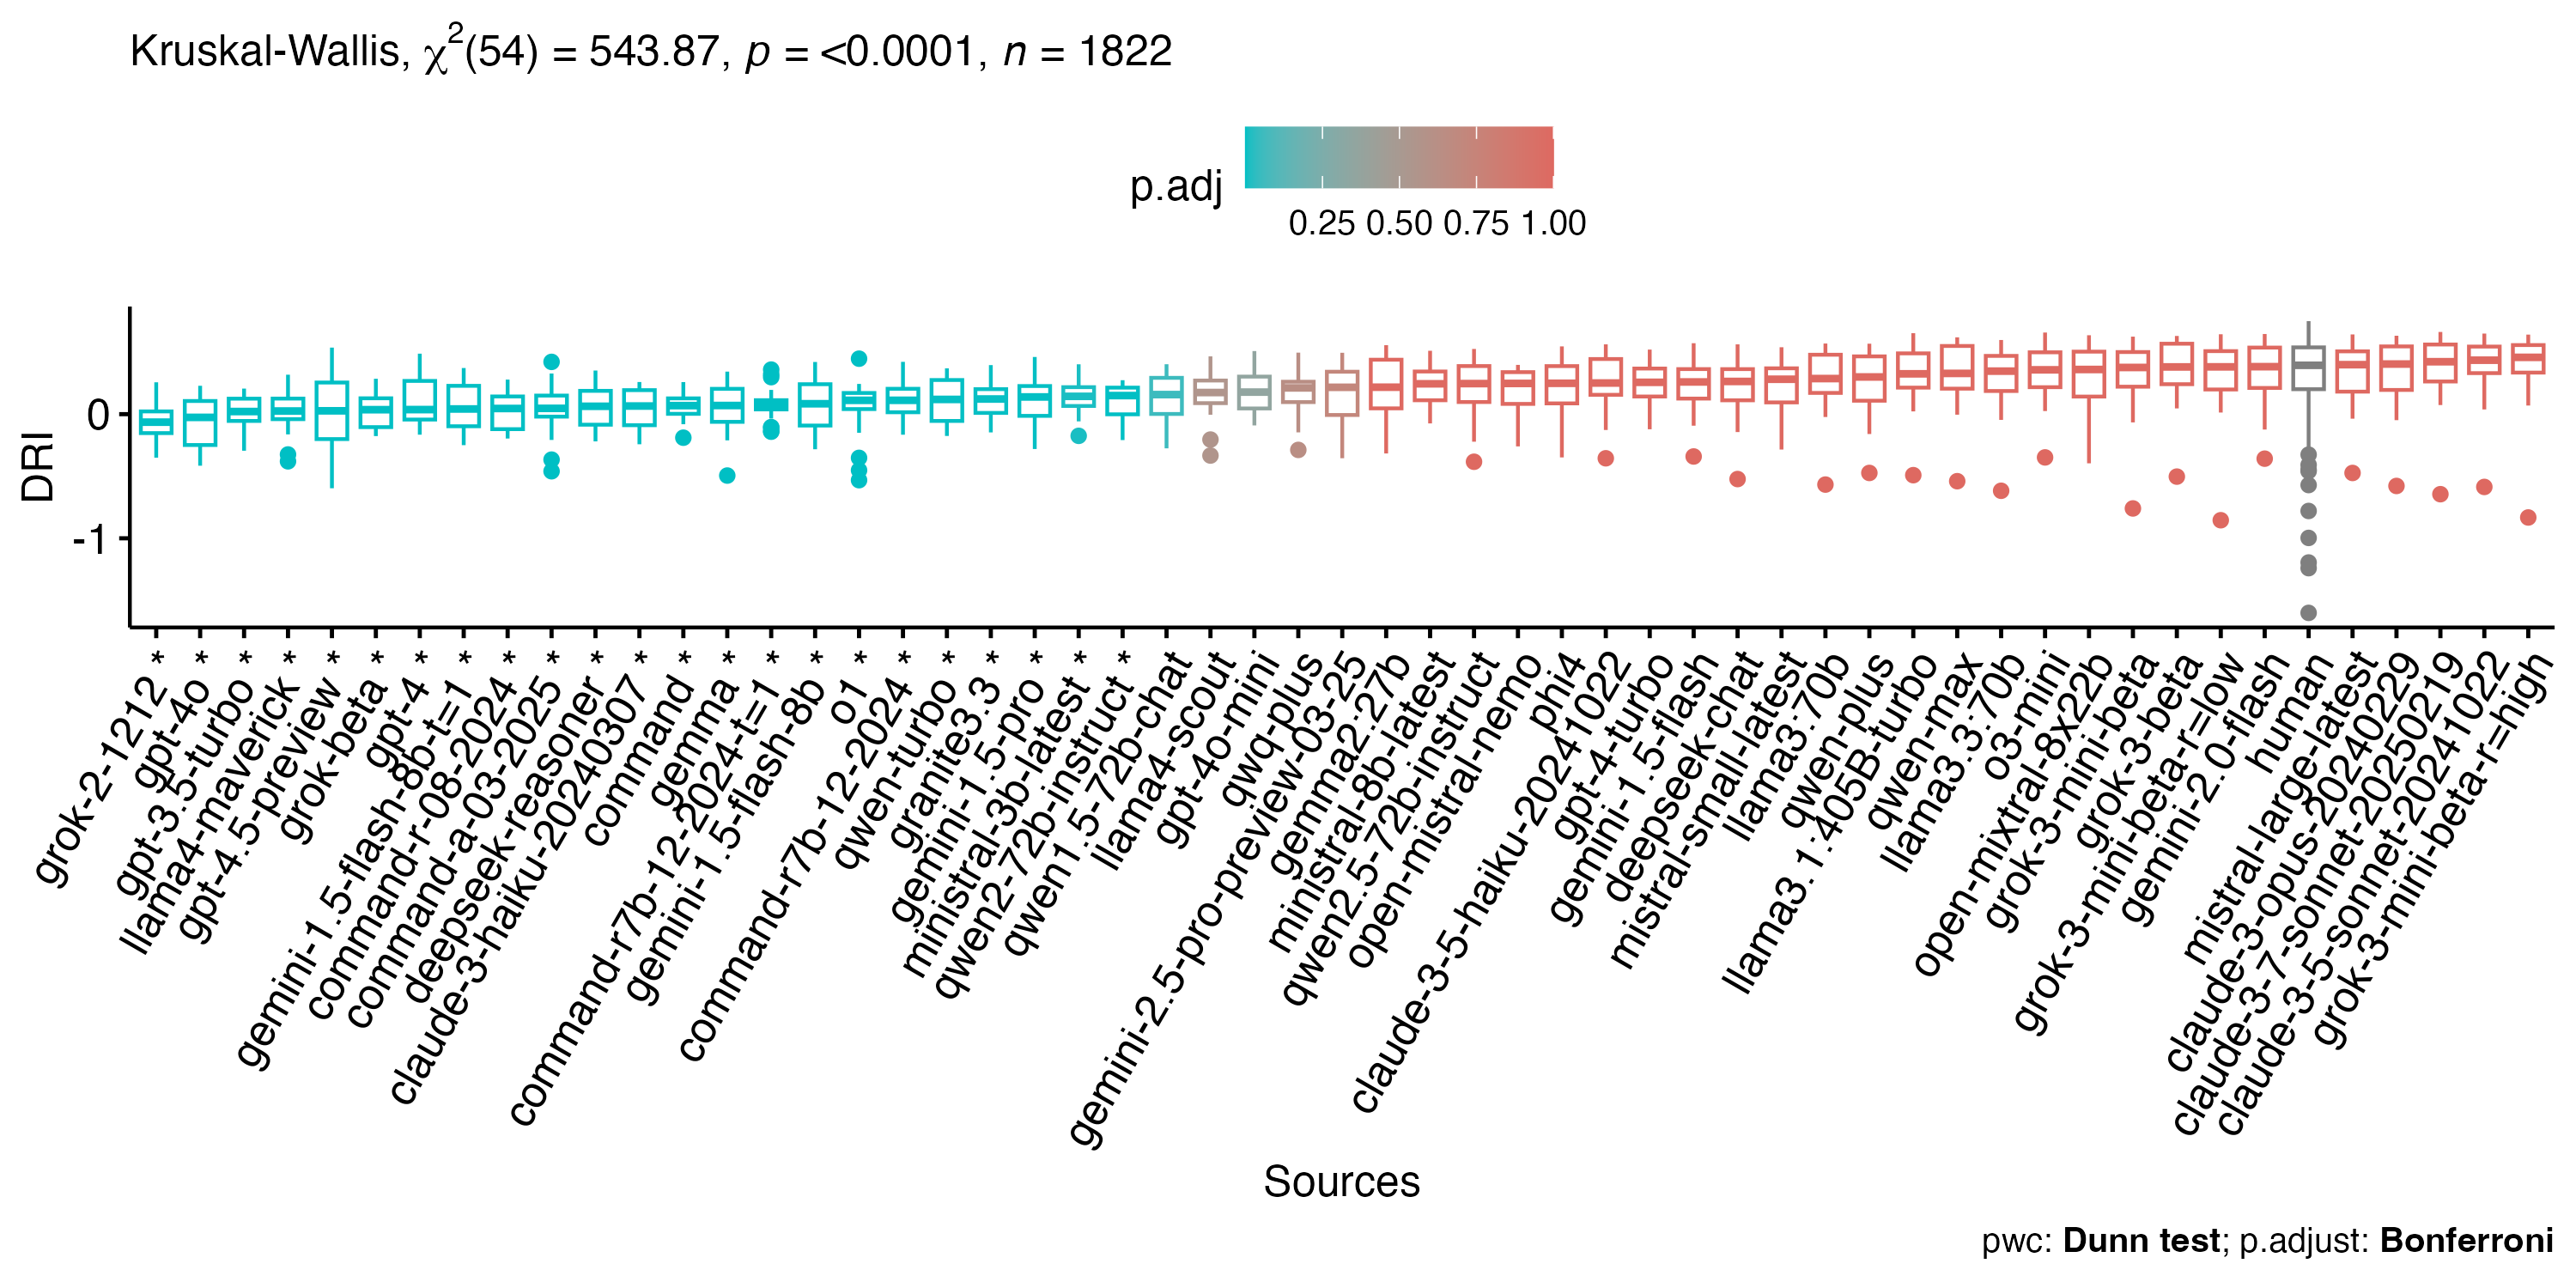 Kruskal-Wallis, χ2(54) = 543.87, p = <0.0001, n = 1822
p.adj
0.25 0.50 0.75 1.00
DRI
0
-1
grok-2-1212 *
gpt-4o *
gpt-3.5-turbo *
llama4-maverick *
gpt-4.5-preview *
grok-beta *
gpt-4 *
gemini-1.5-flash-8b-t=1 *
command-r-08-2024 *
command-a-03-2025 *
deepseek-reasoner *
claude-3-haiku-20240307 *
command *
gemma *
command-r7b-12-2024-t=1 *
gemini-1.5-flash-8b *
o1 *
command-r7b-12-2024 *
qwen-turbo *
granite3.3 *
gemini-1.5-pro *
ministral-3b-latest *
qwen2-72b-instruct *
qwen1.5-72b-chat
llama4-scout
gpt-4o-mini
qwq-plus
gemini-2.5-pro-preview-03-25
gemma2:27b
ministral-8b-latest
qwen2.5-72b-instruct
open-mistral-nemo
phi4
claude-3-5-haiku-20241022
gpt-4-turbo
gemini-1.5-flash
deepseek-chat
mistral-small-latest
llama3:70b
qwen-plus
llama3.1:405B-turbo
qwen-max
llama3.3:70b
o3-mini
open-mixtral-8x22b
grok-3-mini-beta
grok-3-beta
grok-3-mini-beta-r=low
gemini-2.0-flash
human
mistral-large-latest
claude-3-opus-20240229
claude-3-7-sonnet-20250219
claude-3-5-sonnet-20241022
grok-3-mini-beta-r=high
Sources
pwc: Dunn test; p.adjust: Bonferroni